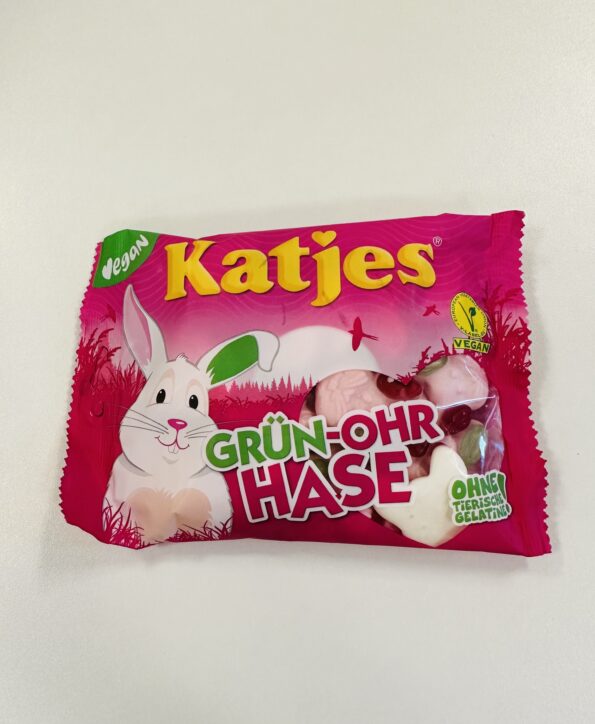 vegan
Katjes®
VEGAN
GRÜN-OHR
HASE
OHNE
TIERISCHE
GELATINE!